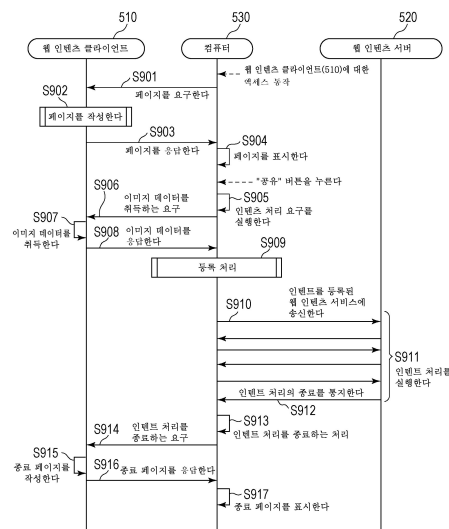 510
530
520
웹 인텐츠 클라이언트
컴퓨터
웹 인텐츠 서버
S901
웹 인텐츠 클라이언트(510)에 대한
액세스 동작
페이지를 요구한다
S902
페이지를 작성한다
S903
페이지를 응답한다
S904
페이지를 표시한다
"공유" 버튼을 누른다
S905
인텐츠 처리 요구를
실행한다
S906
이미지 데이터를
취득하는 요구
S907
이미지 데이터를
취득한다
S908
이미지 데이터를
응답한다
S909
등록 처리
S910
인텐트를 등록된
웹 인텐츠 서비스에
송신한다
S911
인텐트 처리를
실행한다
인텐트 처리의 종료를 통지한다
S912
S913
인텐트 처리를 종료하는 처리
S914
인텐트 처리를
종료하는 요구
S915
종료 페이지를
작성한다
S916
종료 페이지를 응답한다
S917
종료 페이지를 표시한다